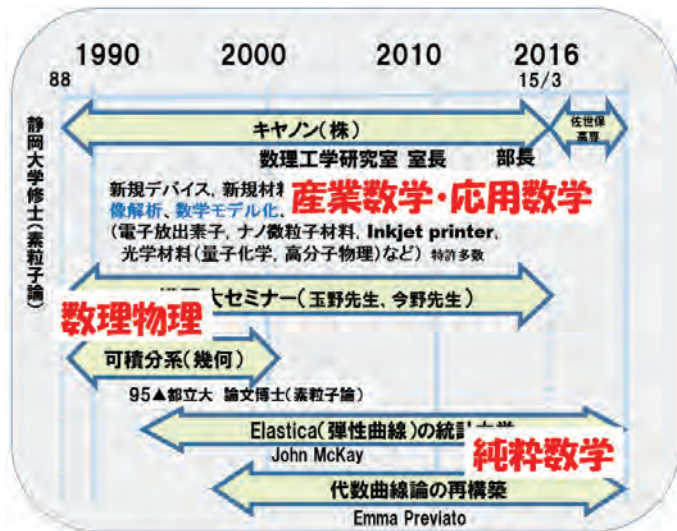 1990 2000 2010 2016
88 15/3
静岡大学修士(素粒子論)
キヤノン(株)
佐世保
高専
数理工学研究室 室長 部長
新規デバイス、新規材料
産業数学・応用数学
像解析、数学モデル化、
(電子放出素子, ナノ微粒子材料, Inkjet printer,
光学材料(量子化学, 高分子物理)など) 特許多数
大セミナー(玉野先生、今野先生)
数理物理
可積分系(幾何)
95▲都立大 論文博士(素粒子論)
Elastica(弾性曲線)の統計力学
John McKay
純粋数学
代数曲線論の再構築
Emma Previato